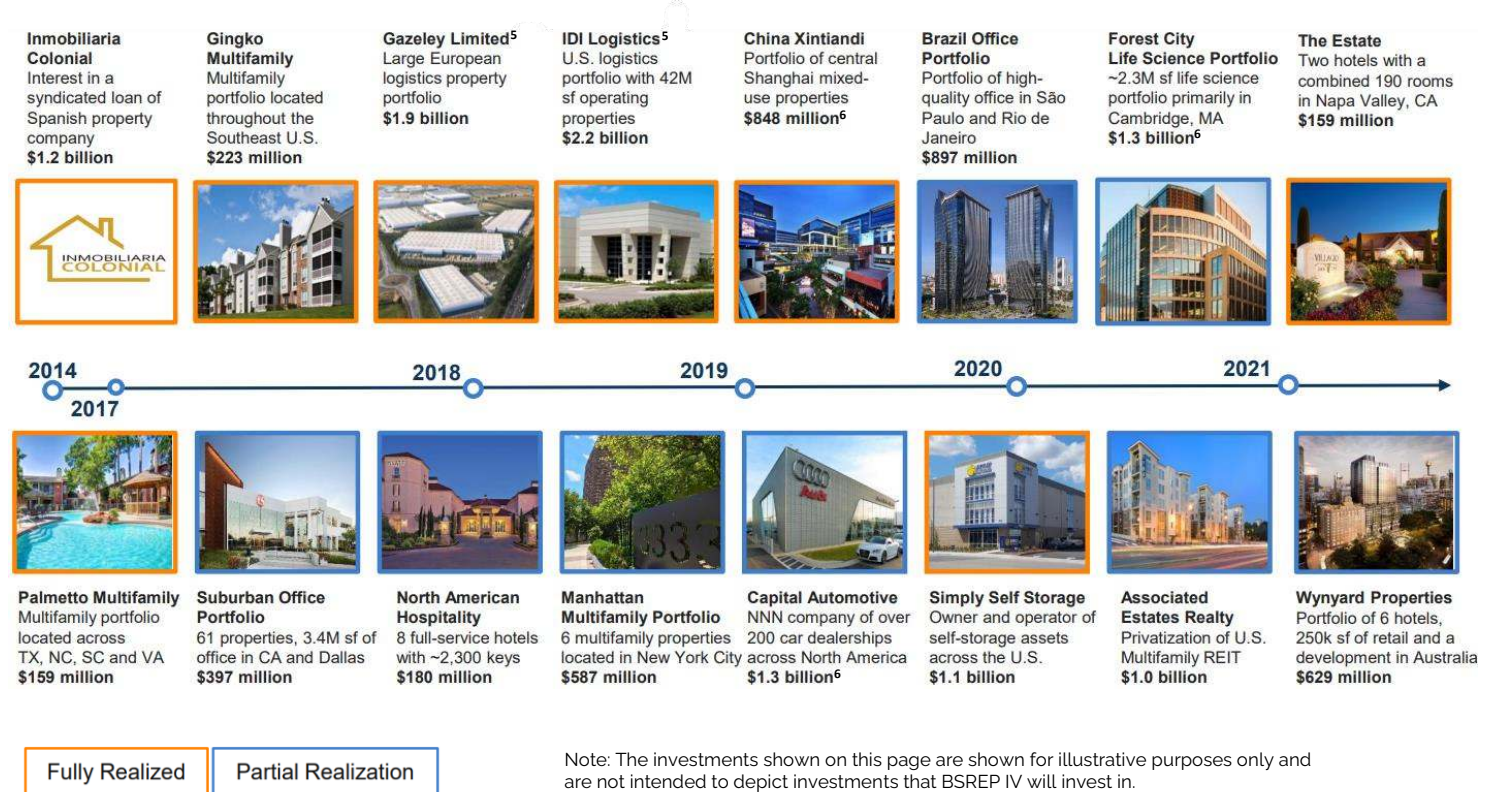 Inmobiliaria
Colonial
Interest in a
syndicated loan of
Spanish property
company
$1.2 billion
Gingko
Multifamily
Multifamily
portfolio located
throughout the
Southeast U.S.
$223 million
Gazeley Limited5
Large European
logistics property
portfolio
$1.9 billion
IDI Logistics5
U.S. logistics
portfolio with 42M
sf operating
properties
$2.2 billion
China Xintiandi
Portfolio of central
Shanghai mixed-
use properties
$848 million6
Brazil Office
Portfolio
Portfolio of high-
quality office in São
Paulo and Rio de
Janeiro
$897 million
Forest City
Life Science Portfolio
~2.3M sf life science
portfolio primarily in
Cambridge, MA
$1.3 billion6
The Estate
Two hotels with a
combined 190 rooms
in Napa Valley, CA
$159 million
INMOBILIARIA
COLONIAL
VILLAGIO
2014
2017
2018
2019
2020
2021
333
Audi
Palmetto Multifamily
Multifamily portfolio
located across
TX, NC, SC and VA
$159 million
Suburban Office
Portfolio
61 properties, 3.4M sf of
office in CA and Dallas
$397 million
North American
Hospitality
8 full-service hotels
with ~2,300 keys
$180 million
Manhattan
Multifamily Portfolio
6 multifamily properties
located in New York City
$587 million
Capital Automotive
NNN company of over
200 car dealerships
across North America
$1.3 billion6
Simply Self Storage
Owner and operator of
self-storage assets
across the U.S.
$1.1 billion
Associated
Estates Realty
Privatization of U.S.
Multifamily REIT
$1.0 billion
Wynyard Properties
Portfolio of 6 hotels,
250k sf of retail and a
development in Australia
$629 million
Fully Realized
Partial Realization
Note: The investments shown on this page are shown for illustrative purposes only and
are not intended to depict investments that BSREP IV will invest in.